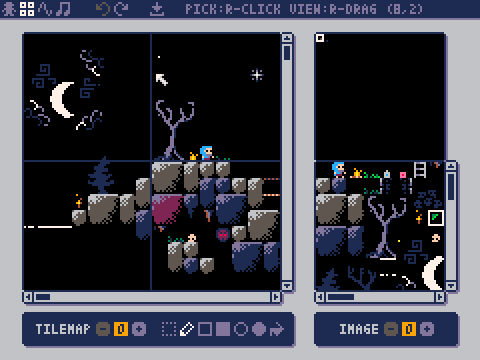 PICK:R-CLICK VIEW:R-DRAG (8,2)
TILEMAP - 0 +
IMAGE - 0 +